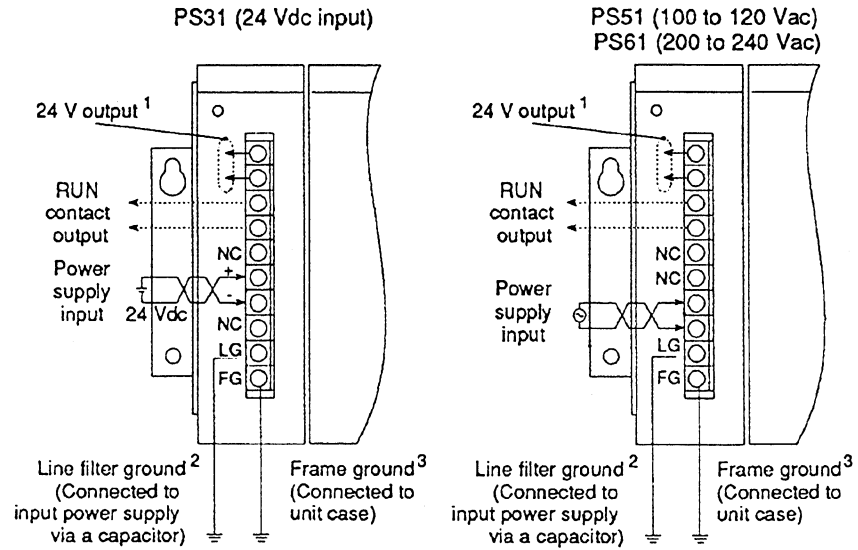 PS31 (24 Vdc input)
24 V output 1
RUN
contact
output
NC
Power
supply
input
+
-
24 Vdc
NC
LG
FG
Line filter ground 2
(Connected to
input power supply
via a capacitor)
Frame ground 3
(Connected to
unit case)
PS51 (100 to 120 Vac)
PS61 (200 to 240 Vac)
24 V output 1
RUN
contact
output
NC
NC
Power
supply
input
LG
FG
Line filter ground 2
(Connected to
input power supply
via a capacitor)
Frame ground 3
(Connected to
unit case)